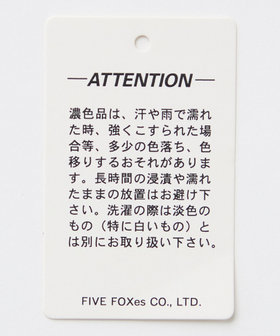 ATTENTION
濃色品は、汗や雨で濡れ
た時、強くこすられた場
合等、多少の色落ち、色
移りするおそれがありま
す。長時間の浸漬や濡れ
たままの放置はお避け下
さい。洗濯の際は淡色の
もの（特に白いもの）と
は別にお取り扱い下さい。
FIVE FOXes CO., LTD.